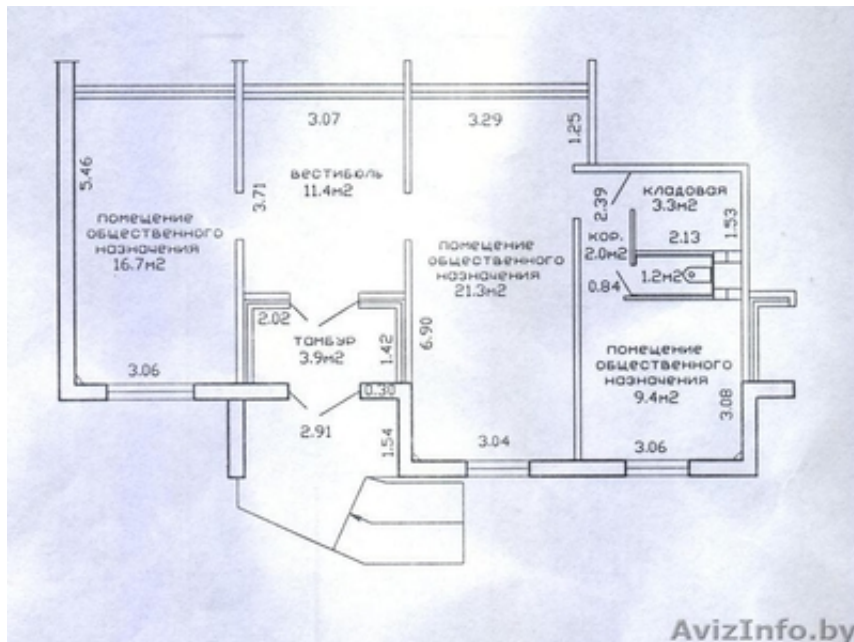 3.07
3.29
1.25
5.46
3.71
вестибюль
11.4м2
2.39
кладовая
3.3м2
1.53
2.13
помещение
общественного
назначения
16.7м2
помещение
общественного
назначения
21.3м2
кор.
2.0м2
1.2м2
0.84
2.02
тамбур
3.9м2
1.42
6.90
помещение
общественного
назначения
9.4м2
3.08
3.06
0.30
2.91
1.54
3.04
3.06
AvizInfo.by